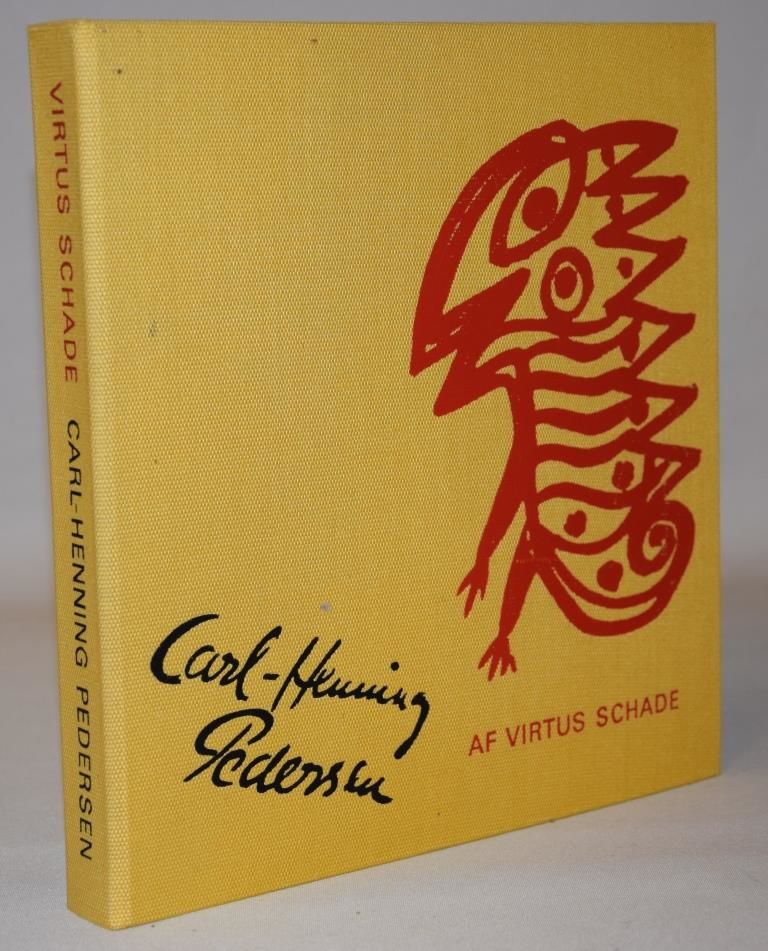 VIRTUS SCHADE CARL-HENNING PEDERSEN
Carl-Henning
Pedersen
AF VIRTUS SCHADE